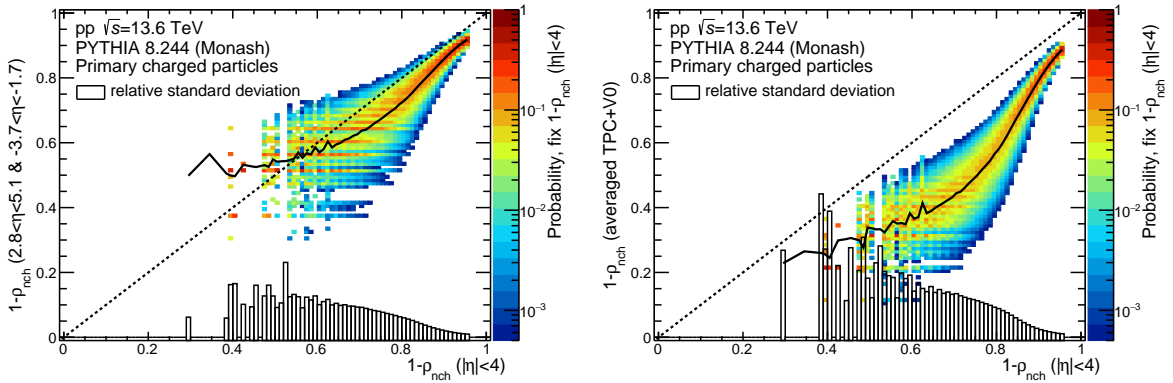 pp √s=13.6 TeV
PYTHIA 8.244 (Monash)
Primary charged particles
relative standard deviation
1-ρnch (2.8<η<5.1 & -3.7<η<-1.7)
1
0.8
0.6
0.4
0.2
0
0 0.2 0.4 0.6 0.8 1
1-ρnch (|η|<4)
1
10⁻¹
10⁻²
10⁻³
Probability, fix 1-ρnch (|η|<4)
pp √s=13.6 TeV
PYTHIA 8.244 (Monash)
Primary charged particles
relative standard deviation
1-ρnch (averaged TPC+V0)
1
0.8
0.6
0.4
0.2
0
0 0.2 0.4 0.6 0.8 1
1-ρnch (|η|<4)
1
10⁻¹
10⁻²
10⁻³
Probability, fix 1-ρnch (|η|<4)